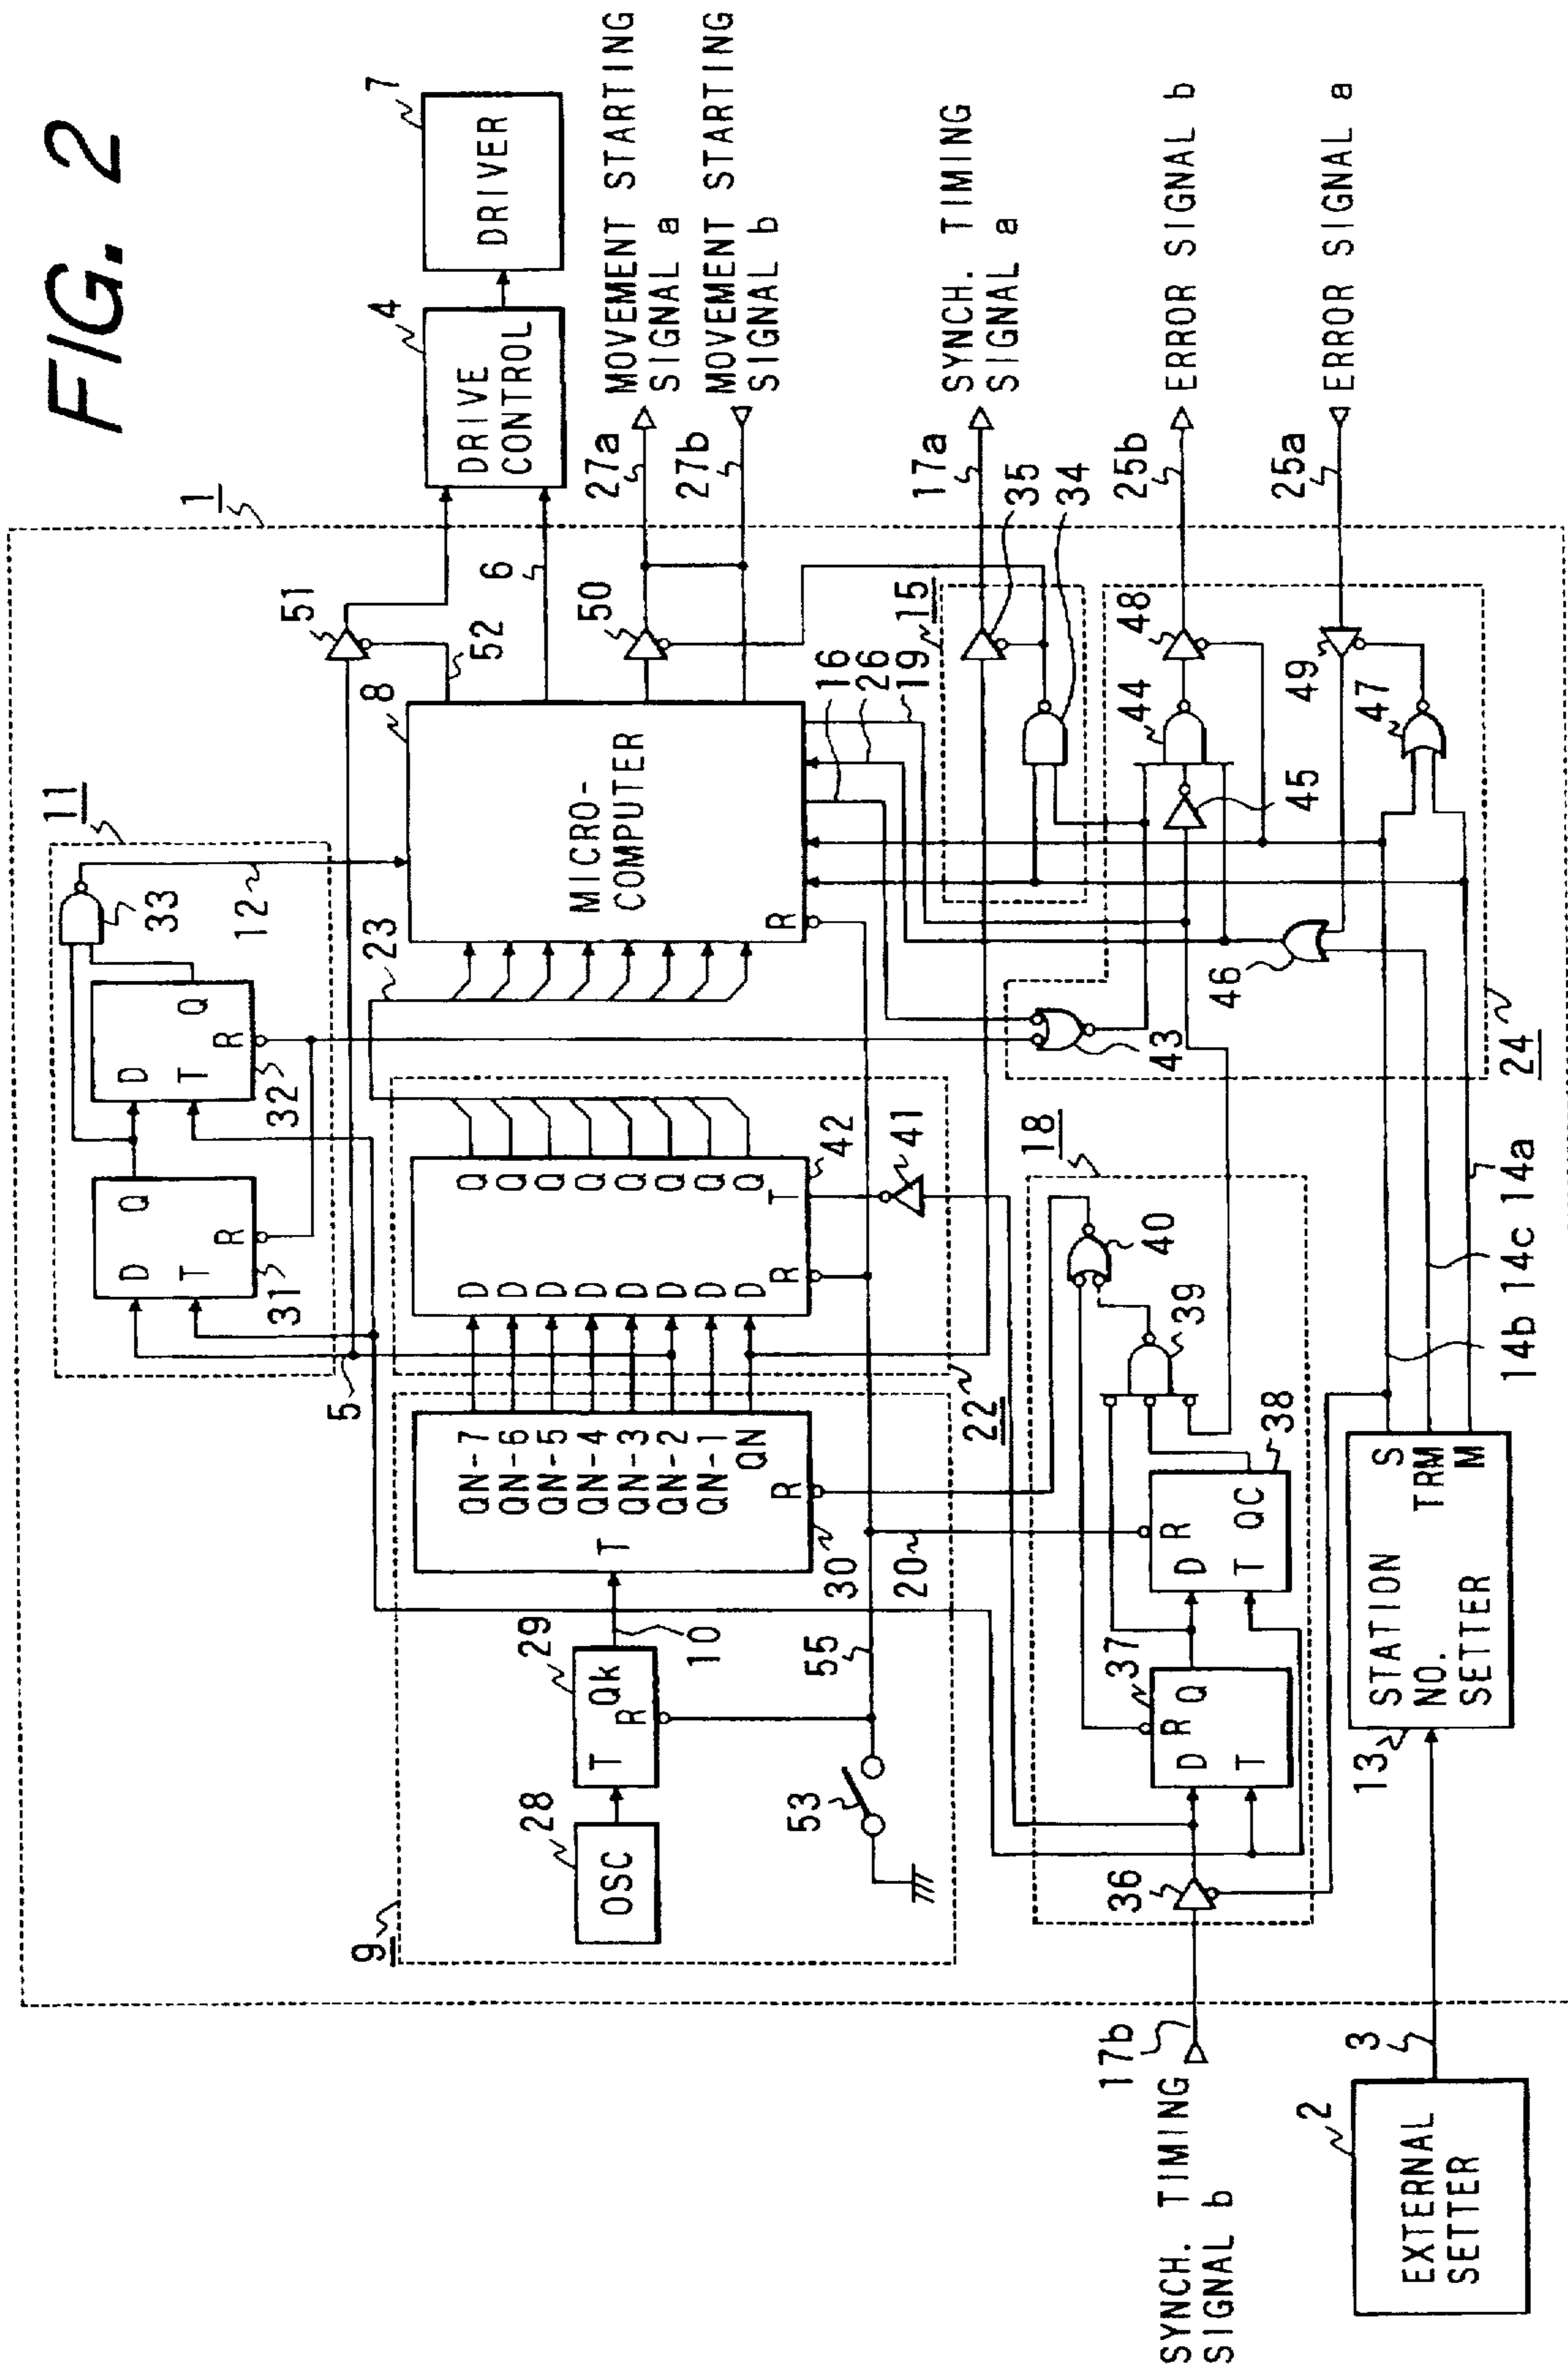 FIG. 2
1
11
33
12
32
31
D Q
T
R
D Q
T
R
5
51
52
8
MICRO-
COMPUTER
R
6
DRIVE
CONTROL
4
DRIVER
7
50
27a
MOVEMENT STARTING
SIGNAL a
27b
MOVEMENT STARTING
SIGNAL b
23
9
28
OSC
29
T Qk
R
10
30
T
QN-7
QN-6
QN-5
QN-4
QN-3
QN-2
QN-1
QN
R
22
D Q
D Q
D Q
D Q
D Q
D Q
D Q
D Q
R T
42
41
53
55
20
16
26
19
15
35
34
17a
SYNCH. TIMING
SIGNAL a
18
36
37
D R Q
T
38
D R
T QC
39
40
43
44
45
46
47
48
49
24
25b
ERROR SIGNAL b
25a
ERROR SIGNAL a
17b
SYNCH. TIMING
SIGNAL b
13
STATION
NO.
SETTER
S
TRM
M
14b
14c
14a
2
EXTERNAL
SETTER
3